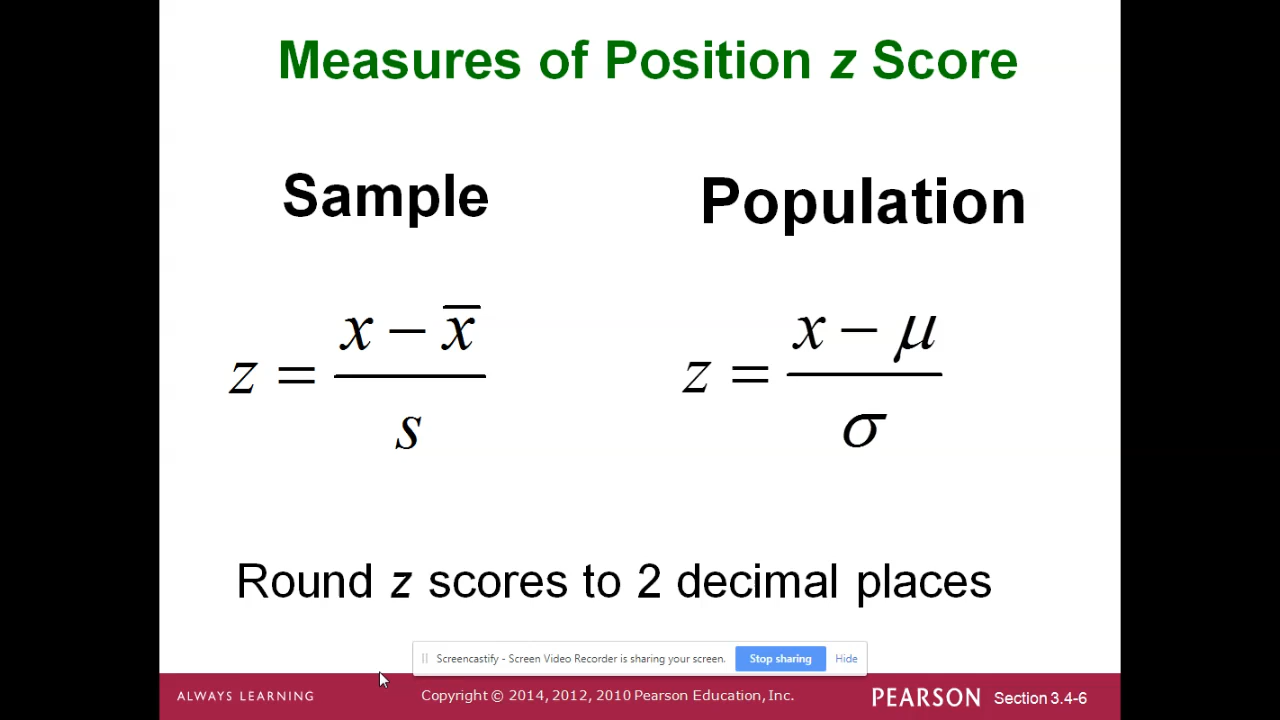 Measures of Position z Score
Sample
Population
z = (x − x̄) / s
z = (x − μ) / σ
Round z scores to 2 decimal places
Screencastify - Screen Video Recorder is sharing your screen.
Stop sharing
Hide
ALWAYS LEARNING
Copyright © 2014, 2012, 2010 Pearson Education, Inc.
PEARSON
Section 3.4-6